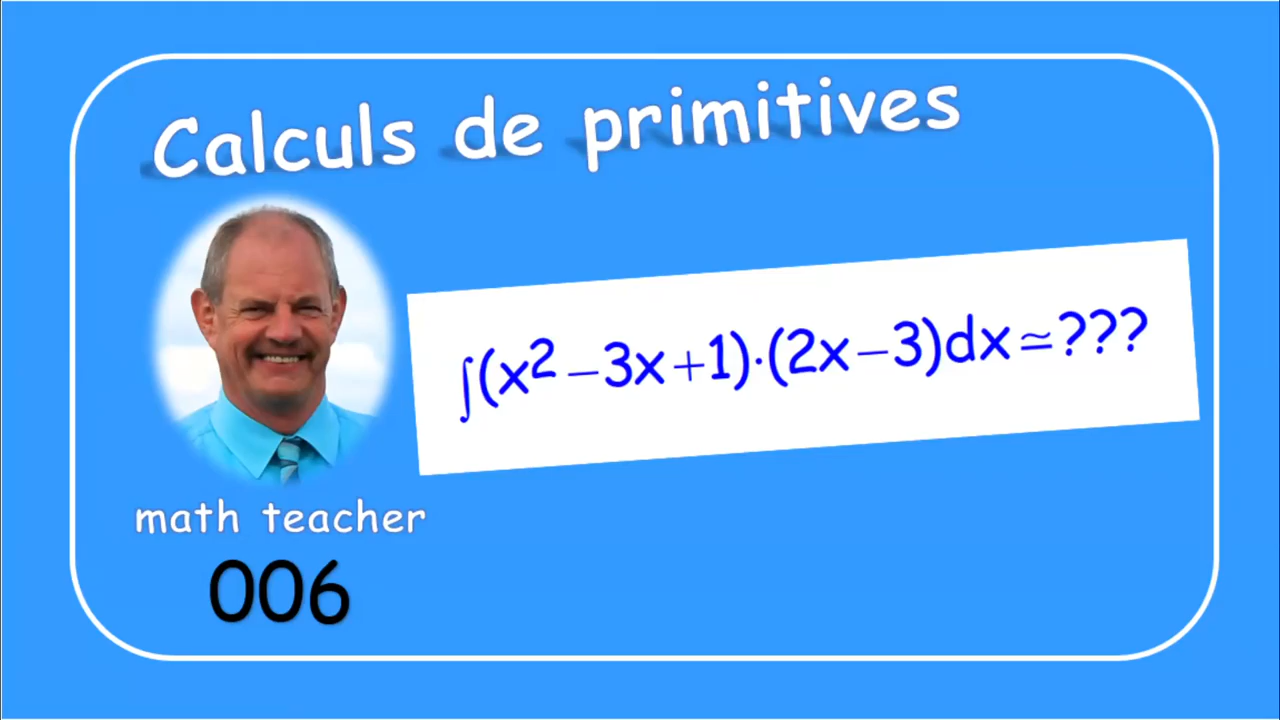 Calculs de primitives
∫(x²−3x+1)·(2x−3)dx≃???
math teacher
006